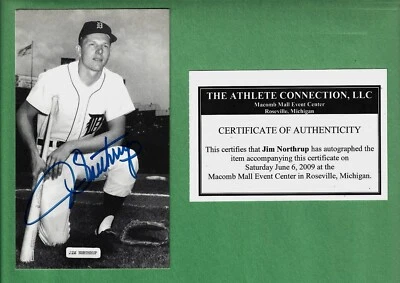 D
D
J Northrup
JIM NORTHRUP
THE ATHLETE CONNECTION, LLC
Macomb Mall Event Center
Roseville, Michigan
CERTIFICATE OF AUTHENTICITY
This certifies that Jim Northrup has autographed the
item accompanying this certificate on
Saturday June 6, 2009 at the
Macomb Mall Event Center in Roseville, Michigan.